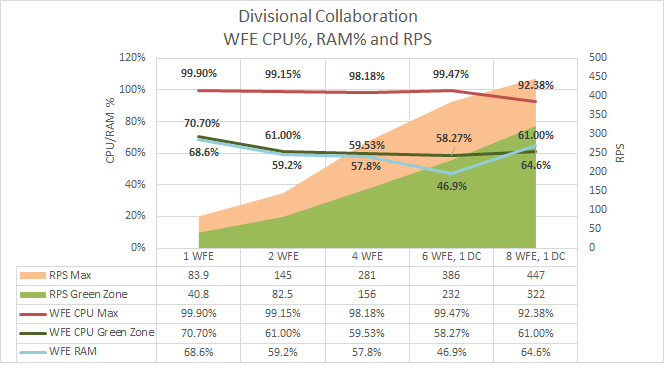 Divisional Collaboration
WFE CPU%, RAM% and RPS
120% 500
99.90% 99.15% 98.18% 99.47% 92.38% 450
100% 400
80% 350
70.70% 61.00% 59.53% 58.27% 61.00% 300
60% 250
68.6% 59.2% 57.8% 46.9% 64.6% 200
40% 150
20% 100
50
0% 0
CPU/RAM %
RPS
1 WFE 2 WFE 4 WFE 6 WFE, 1 DC 8 WFE, 1 DC
RPS Max 83.9 145 281 386 447
RPS Green Zone 40.8 82.5 156 232 322
WFE CPU Max 99.90% 99.15% 98.18% 99.47% 92.38%
WFE CPU Green Zone 70.70% 61.00% 59.53% 58.27% 61.00%
WFE RAM 68.6% 59.2% 57.8% 46.9% 64.6%